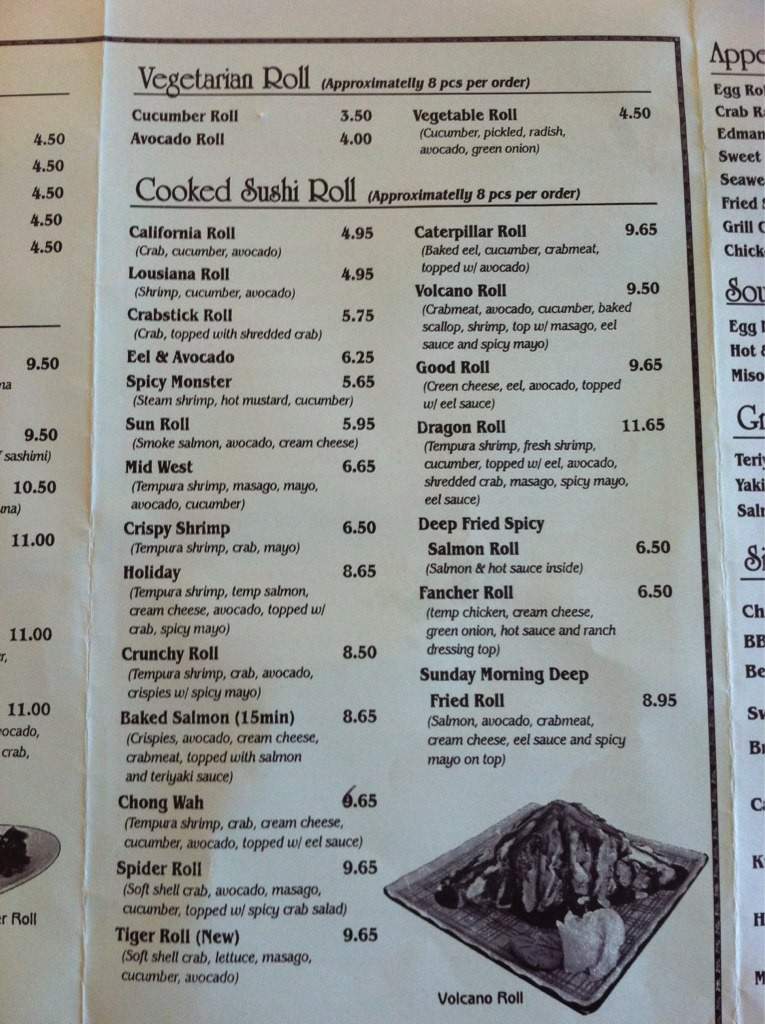 4.50
4.50
4.50
4.50
4.50
9.50
9.50
sashimi)
10.50
11.00
11.00
11.00
crab,
Roll
Vegetarian Roll (Approximatelly 8 pcs per order)
Cucumber Roll 3.50
Avocado Roll 4.00
Vegetable Roll 4.50
(Cucumber, pickled, radish,
avocado, green onion)
Cooked Sushi Roll (Approximatelly 8 pcs per order)
California Roll 4.95
(Crab, cucumber, avocado)
Lousiana Roll 4.95
(Shrimp, cucumber, avocado)
Crabstick Roll 5.75
(Crab, topped with shredded crab)
Eel & Avocado 6.25
Spicy Monster 5.65
(Steam shrimp, hot mustard, cucumber)
Sun Roll 5.95
(Smoke salmon, avocado, cream cheese)
Mid West 6.65
(Tempura shrimp, masago, mayo,
avocado, cucumber)
Crispy Shrimp 6.50
(Tempura shrimp, crab, mayo)
Holiday 8.65
(Tempura shrimp, temp salmon,
cream cheese, avocado, topped w/
crab, spicy mayo)
Crunchy Roll 8.50
(Tempura shrimp, crab, avocado,
crispies w/ spicy mayo)
Baked Salmon (15min) 8.65
(Crispies, avocado, cream cheese,
crabmeat, topped with salmon
and teriyaki sauce)
Chong Wah 6.65
(Tempura shrimp, crab, cream cheese,
cucumber, avocado, topped w/ eel sauce)
Spider Roll 9.65
(Soft shell crab, avocado, masago,
cucumber, topped w/ spicy crab salad)
Tiger Roll (New) 9.65
(Soft shell crab, lettuce, masago,
cucumber, avocado)
Caterpillar Roll 9.65
(Baked eel, cucumber, crabmeat,
topped w/ avocado)
Volcano Roll 9.50
(Crabmeat, avocado, cucumber, baked
scallop, shrimp, top w/ masago, eel
sauce and spicy mayo)
Good Roll 9.65
(Creen cheese, eel, avocado, topped
w/ eel sauce)
Dragon Roll 11.65
(Tempura shrimp, fresh shrimp,
cucumber, topped w/ eel, avocado,
shredded crab, masago, spicy mayo,
eel sauce)
Deep Fried Spicy
Salmon Roll 6.50
(Salmon & hot sauce inside)
Fancher Roll 6.50
(temp chicken, cream cheese,
green onion, hot sauce and ranch
dressing top)
Sunday Morning Deep
Fried Roll 8.95
(Salmon, avocado, crabmeat,
cream cheese, eel sauce and spicy
mayo on top)
Volcano Roll
Appe
Egg Ro
Crab R
Edman
Sweet
Seawe
Fried
Grill
Chick
Sou
Egg
Hot &
Miso
Teri
Yaki
Salm
Ch
BB
Be
Sw